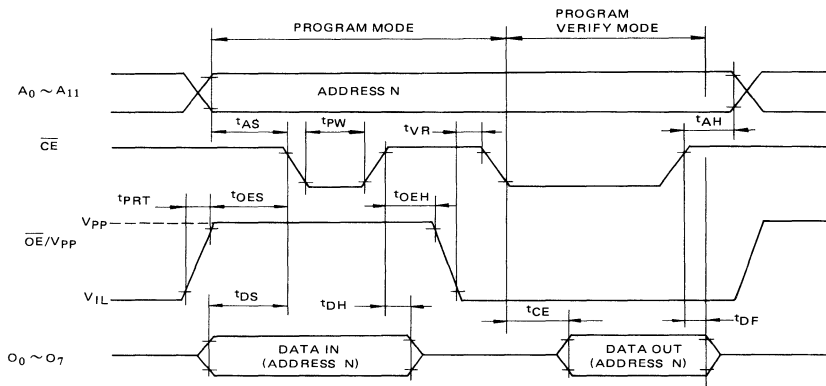 PROGRAM MODE
PROGRAM
VERIFY MODE
A0 ~ A11
ADDRESS N
tAS
tPW
tVR
tAH
CE
tPRT
tOES
tOEH
VPP
OE/VPP
VIL
tDS
tDH
tCE
tDF
O0 ~ O7
DATA IN
(ADDRESS N)
DATA OUT
(ADDRESS N)